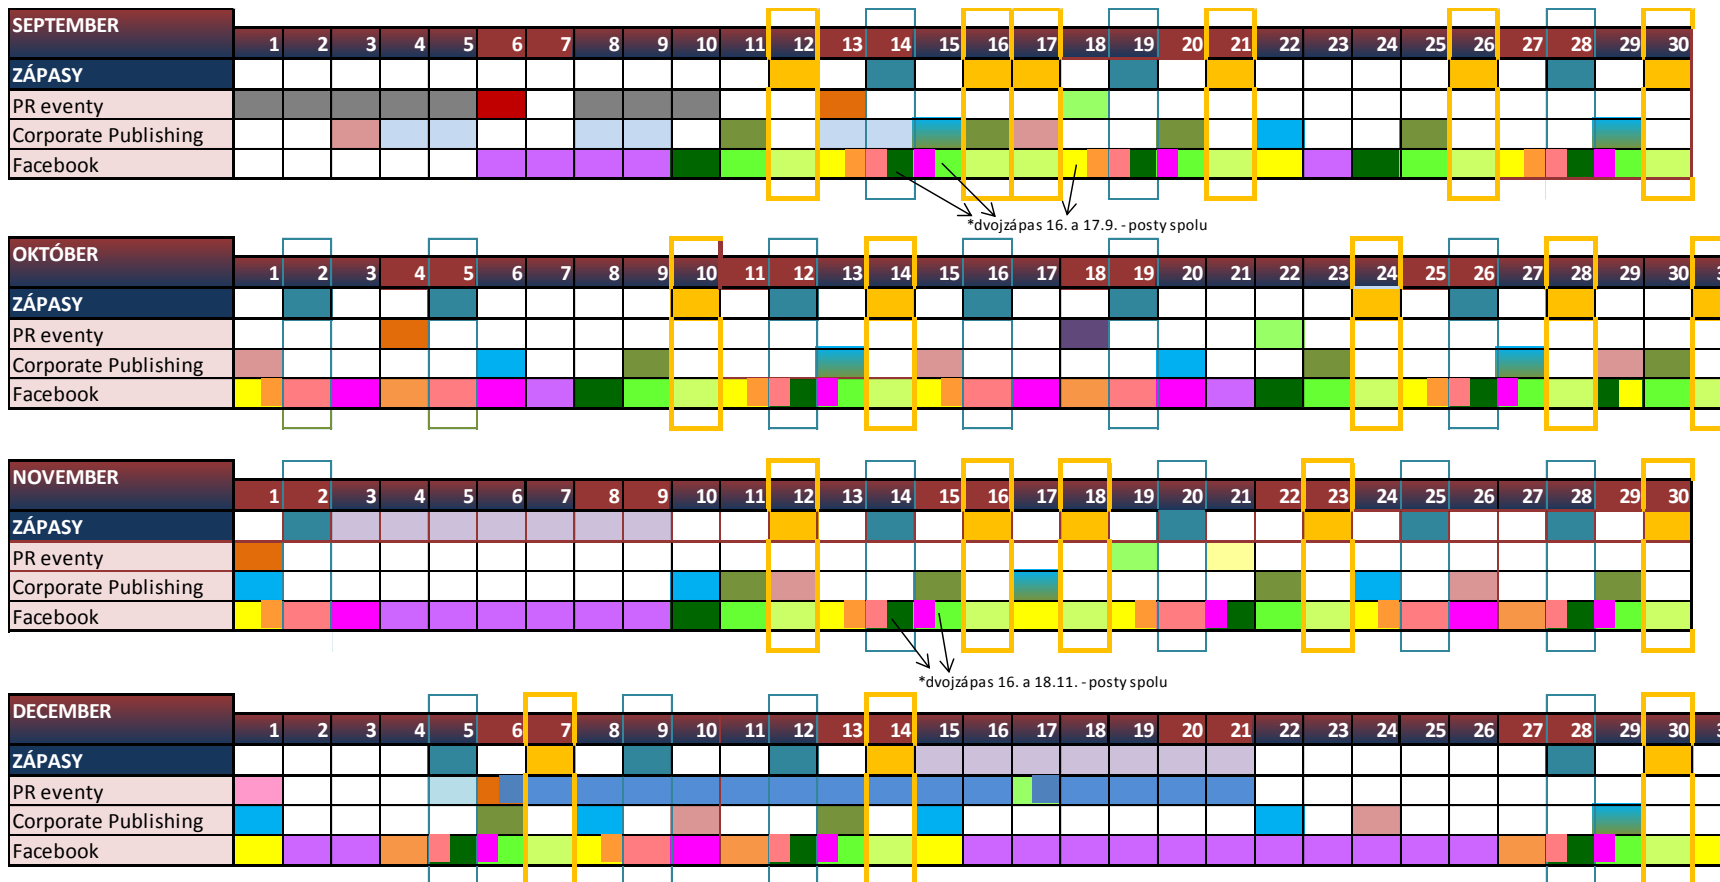 SEPTEMBER
1 2 3 4 5 6 7 8 9 10 11 12 13 14 15 16 17 18 19 20 21 22 23 24 25 26 27 28 29 30
ZÁPASY
PR eventy
Corporate Publishing
Facebook
*dvojzápas 16. a 17.9. - posty spolu
OKTÓBER
1 2 3 4 5 6 7 8 9 10 11 12 13 14 15 16 17 18 19 20 21 22 23 24 25 26 27 28 29 30
ZÁPASY
PR eventy
Corporate Publishing
Facebook
NOVEMBER
1 2 3 4 5 6 7 8 9 10 11 12 13 14 15 16 17 18 19 20 21 22 23 24 25 26 27 28 29 30
ZÁPASY
PR eventy
Corporate Publishing
Facebook
*dvojzápas 16. a 18.11. - posty spolu
DECEMBER
1 2 3 4 5 6 7 8 9 10 11 12 13 14 15 16 17 18 19 20 21 22 23 24 25 26 27 28 29 30
ZÁPASY
PR eventy
Corporate Publishing
Facebook